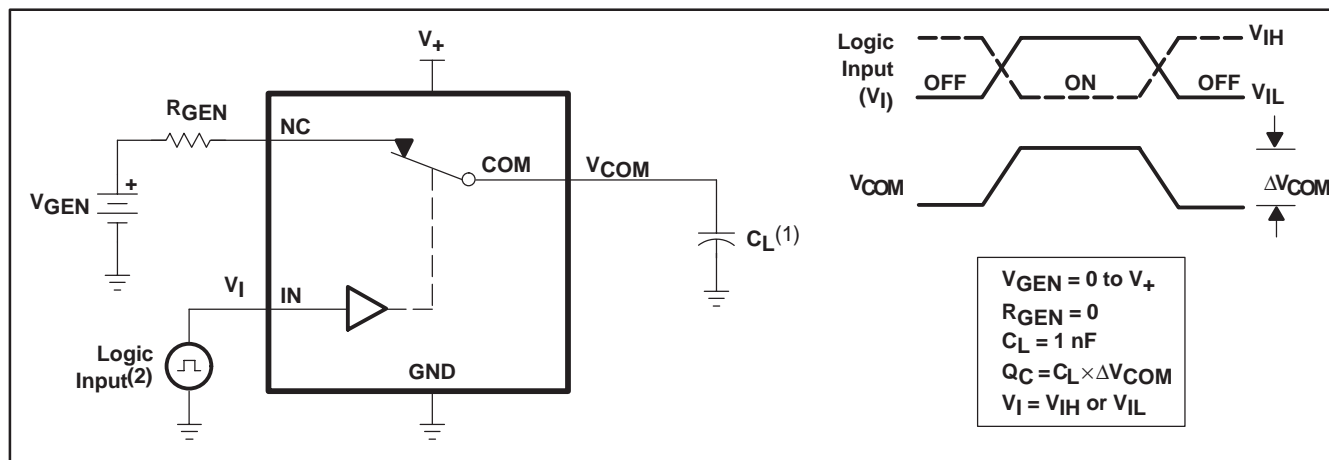 V+
RGEN
NC
COM
VCOM
VGEN
+
CL(1)
VI
IN
Logic
Input(2)
GND
Logic
Input
(VI)
OFF
ON
OFF
VIH
VIL
VCOM
ΔVCOM
VGEN = 0 to V+
RGEN = 0
CL = 1 nF
QC = CL × ΔVCOM
VI = VIH or VIL